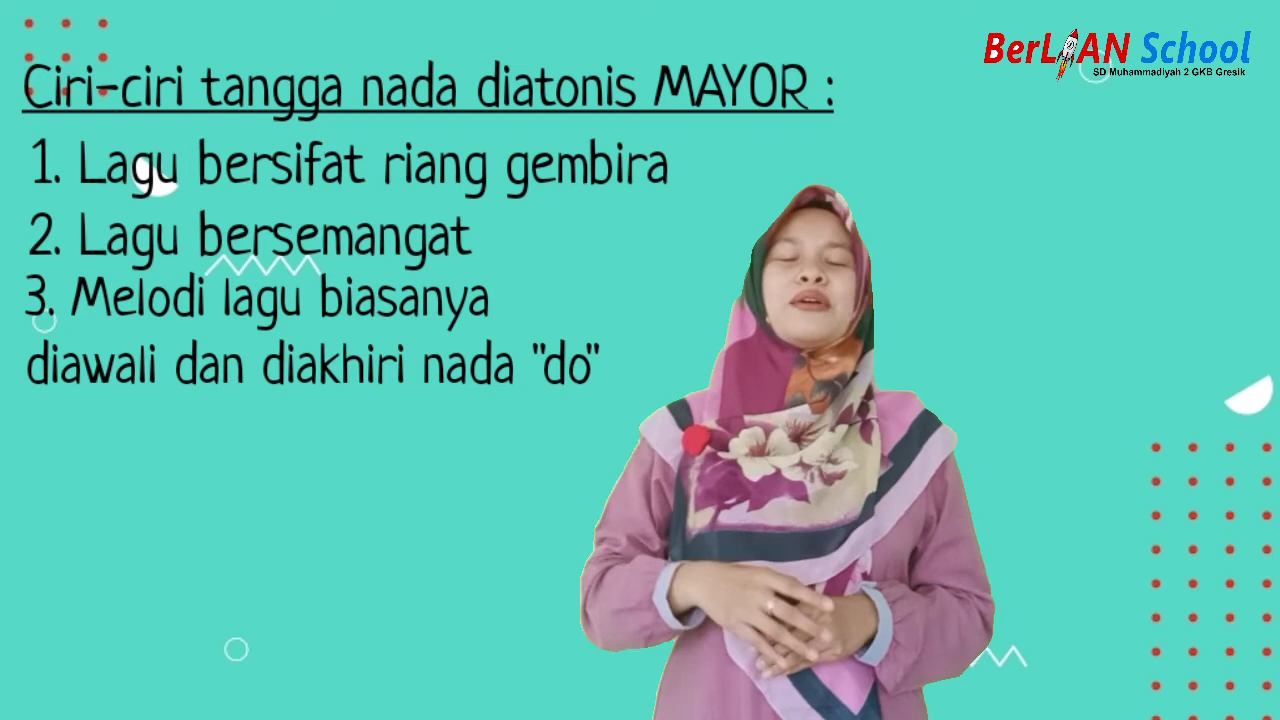 BerLIAN School
SD Muhammadiyah 2 GKB Gresik
Ciri-ciri tangga nada diatonis MAYOR :
1. Lagu bersifat riang gembira
2. Lagu bersemangat
3. Melodi lagu biasanya
diawali dan diakhiri nada "do"